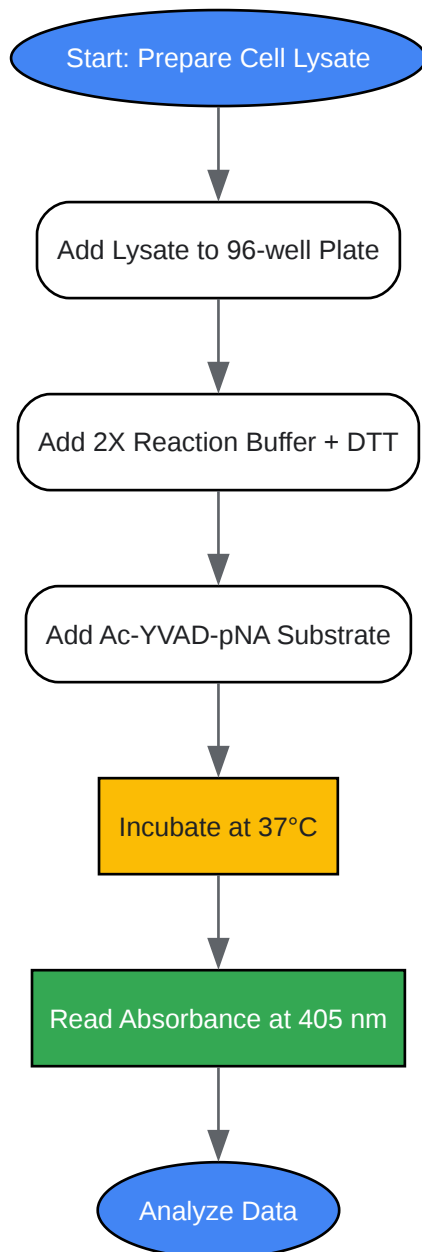 Start: Prepare Cell Lysate
Add Lysate to 96-well Plate
Add 2X Reaction Buffer + DTT
Add Ac-YVAD-pNA Substrate
Incubate at 37°C
Read Absorbance at 405 nm
Analyze Data